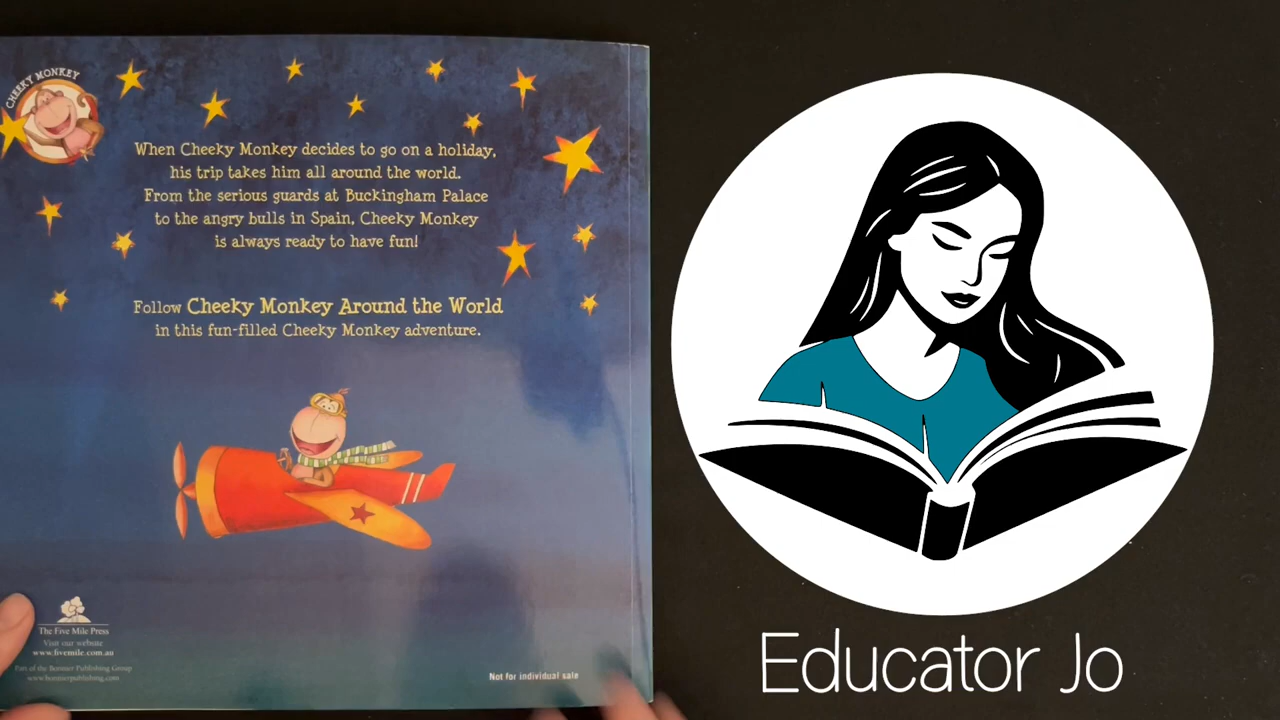 CHEEKY MONKEY
When Cheeky Monkey decides to go on a holiday,
his trip takes him all around the world.
From the serious guards at Buckingham Palace
to the angry bulls in Spain, Cheeky Monkey
is always ready to have fun!
Follow Cheeky Monkey Around the World
in this fun-filled Cheeky Monkey adventure.
The Five Mile Press
Visit our website
www.fivemile.com.au
Part of the Bonnier Publishing Group
www.bonnierpublishing.com
Not for individual sale
Educator Jo